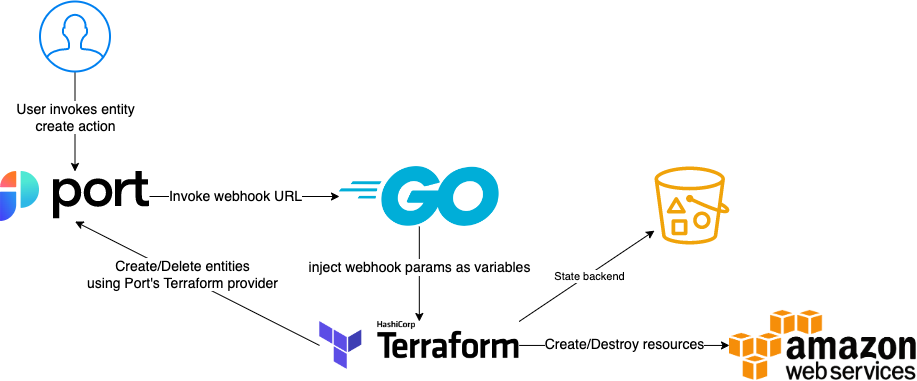 User invokes entity
create action
port
Invoke webhook URL
GO
Create/Delete entities
using Port's Terraform provider
inject webhook params as variables
State backend
HashiCorp
Terraform
Create/Destroy resources
amazon
web services